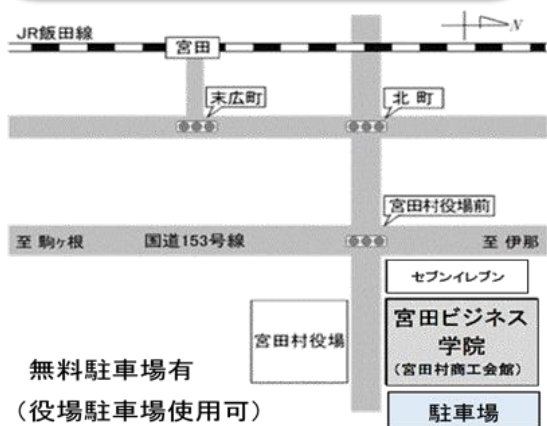 N
JR飯田線
宮田
末広町
北町
宮田村役場前
至 駒ヶ根
国道153号線
至 伊那
セブンイレブン
宮田ビジネス
学院
(宮田村商工会館)
宮田村役場
無料駐車場有
(役場駐車場使用可)
駐車場